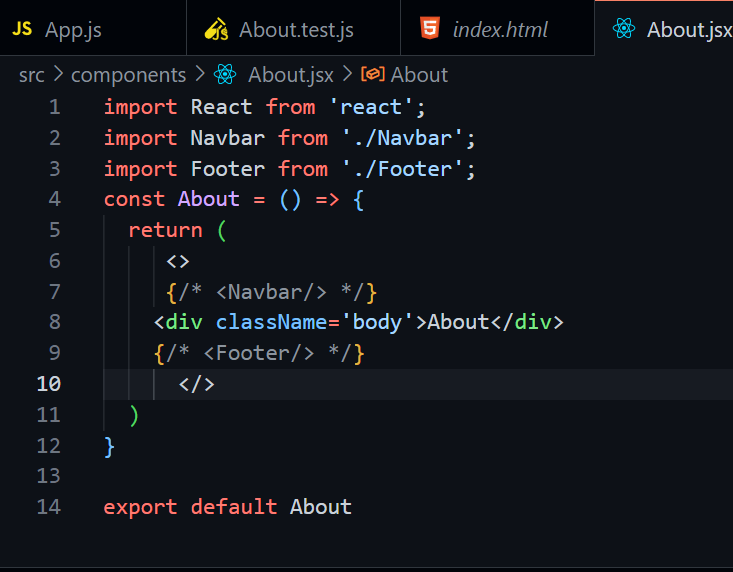 JS App.js About.test.js index.html About.jsx
src > components > About.jsx > About
1 import React from 'react';
2 import Navbar from './Navbar';
3 import Footer from './Footer';
4 const About = () => {
5   return (
6      <>
7      {/* <Navbar/> */}
8     <div className='body'>About</div>
9     {/* <Footer/> */}
10       </>
11   )
12 }
13
14 export default About